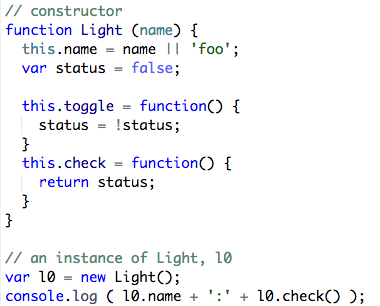 // constructor
function Light (name) {
  this.name = name || 'foo';
  var status = false;

  this.toggle = function() {
    status = !status;
  }
  this.check = function() {
    return status;
  }
}

// an instance of Light, l0
var l0 = new Light();
console.log ( l0.name + ':' + l0.check() );